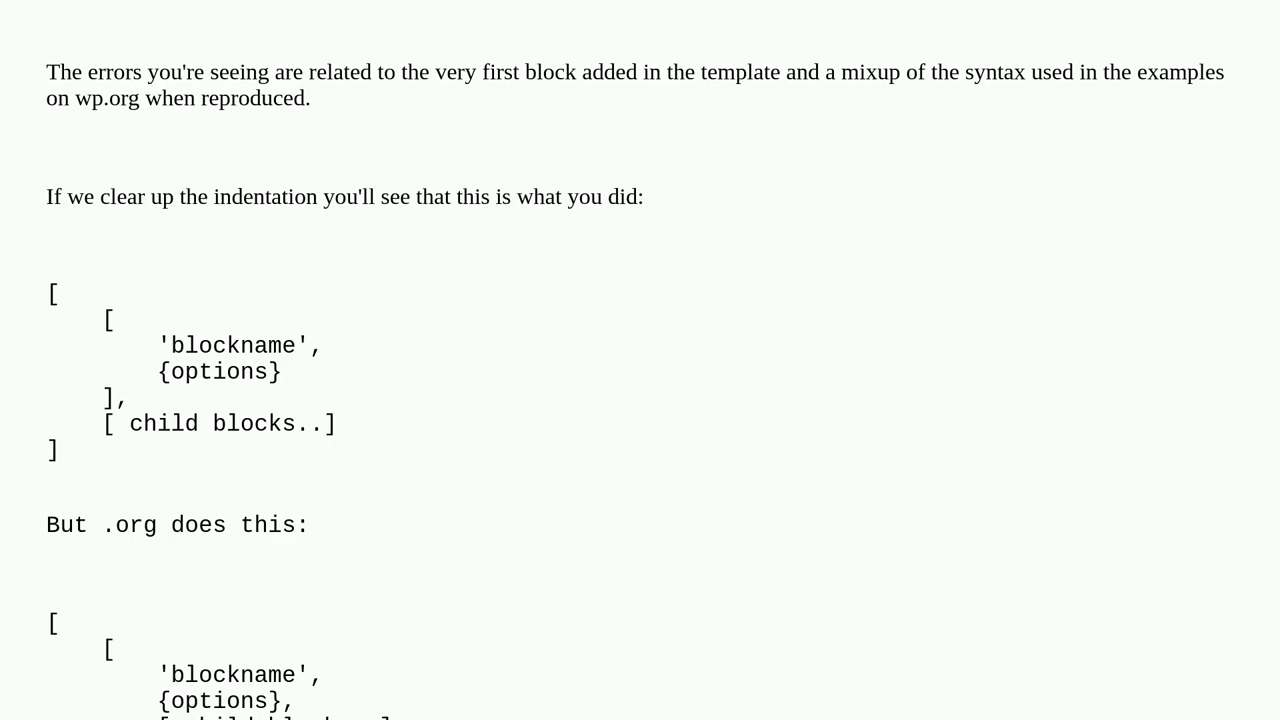 The errors you're seeing are related to the very first block added in the template and a mixup of the syntax used in the examples
on wp.org when reproduced.
If we clear up the indentation you'll see that this is what you did:
[
    [
        'blockname',
        {options}
    ],
    [ child blocks..]
]
But .org does this:
[
    [
        'blockname',
        {options},